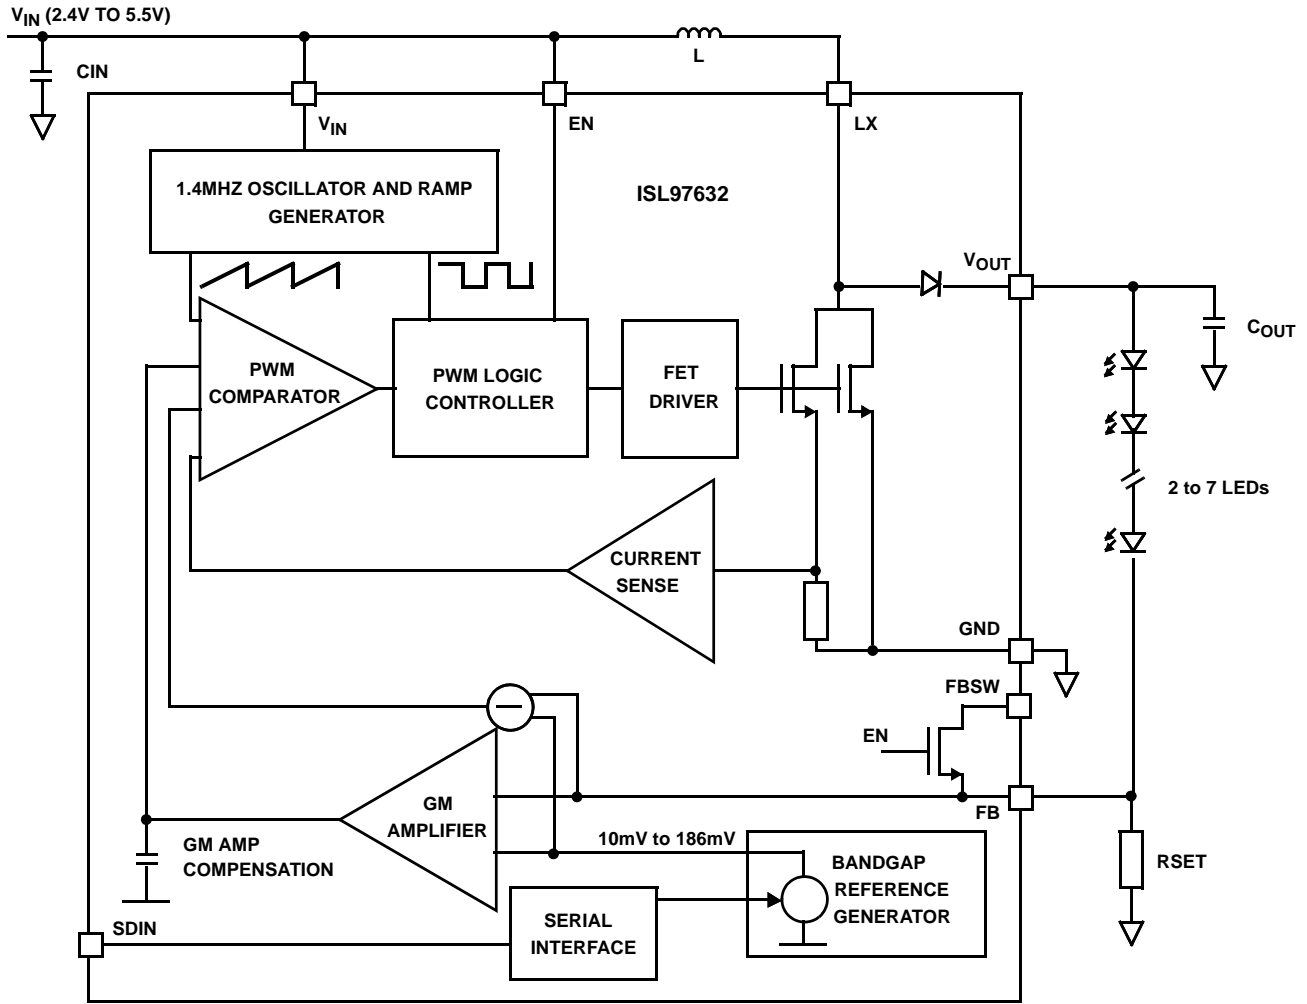 VIN (2.4V TO 5.5V)
CIN
L
VIN
EN
LX
1.4MHZ OSCILLATOR AND RAMP
GENERATOR
ISL97632
VOUT
COUT
PWM
COMPARATOR
PWM LOGIC
CONTROLLER
FET
DRIVER
2 to 7 LEDs
CURRENT
SENSE
GND
FBSW
EN
FB
GM
AMPLIFIER
GM AMP
COMPENSATION
10mV to 186mV
BANDGAP
REFERENCE
GENERATOR
RSET
SDIN
SERIAL
INTERFACE